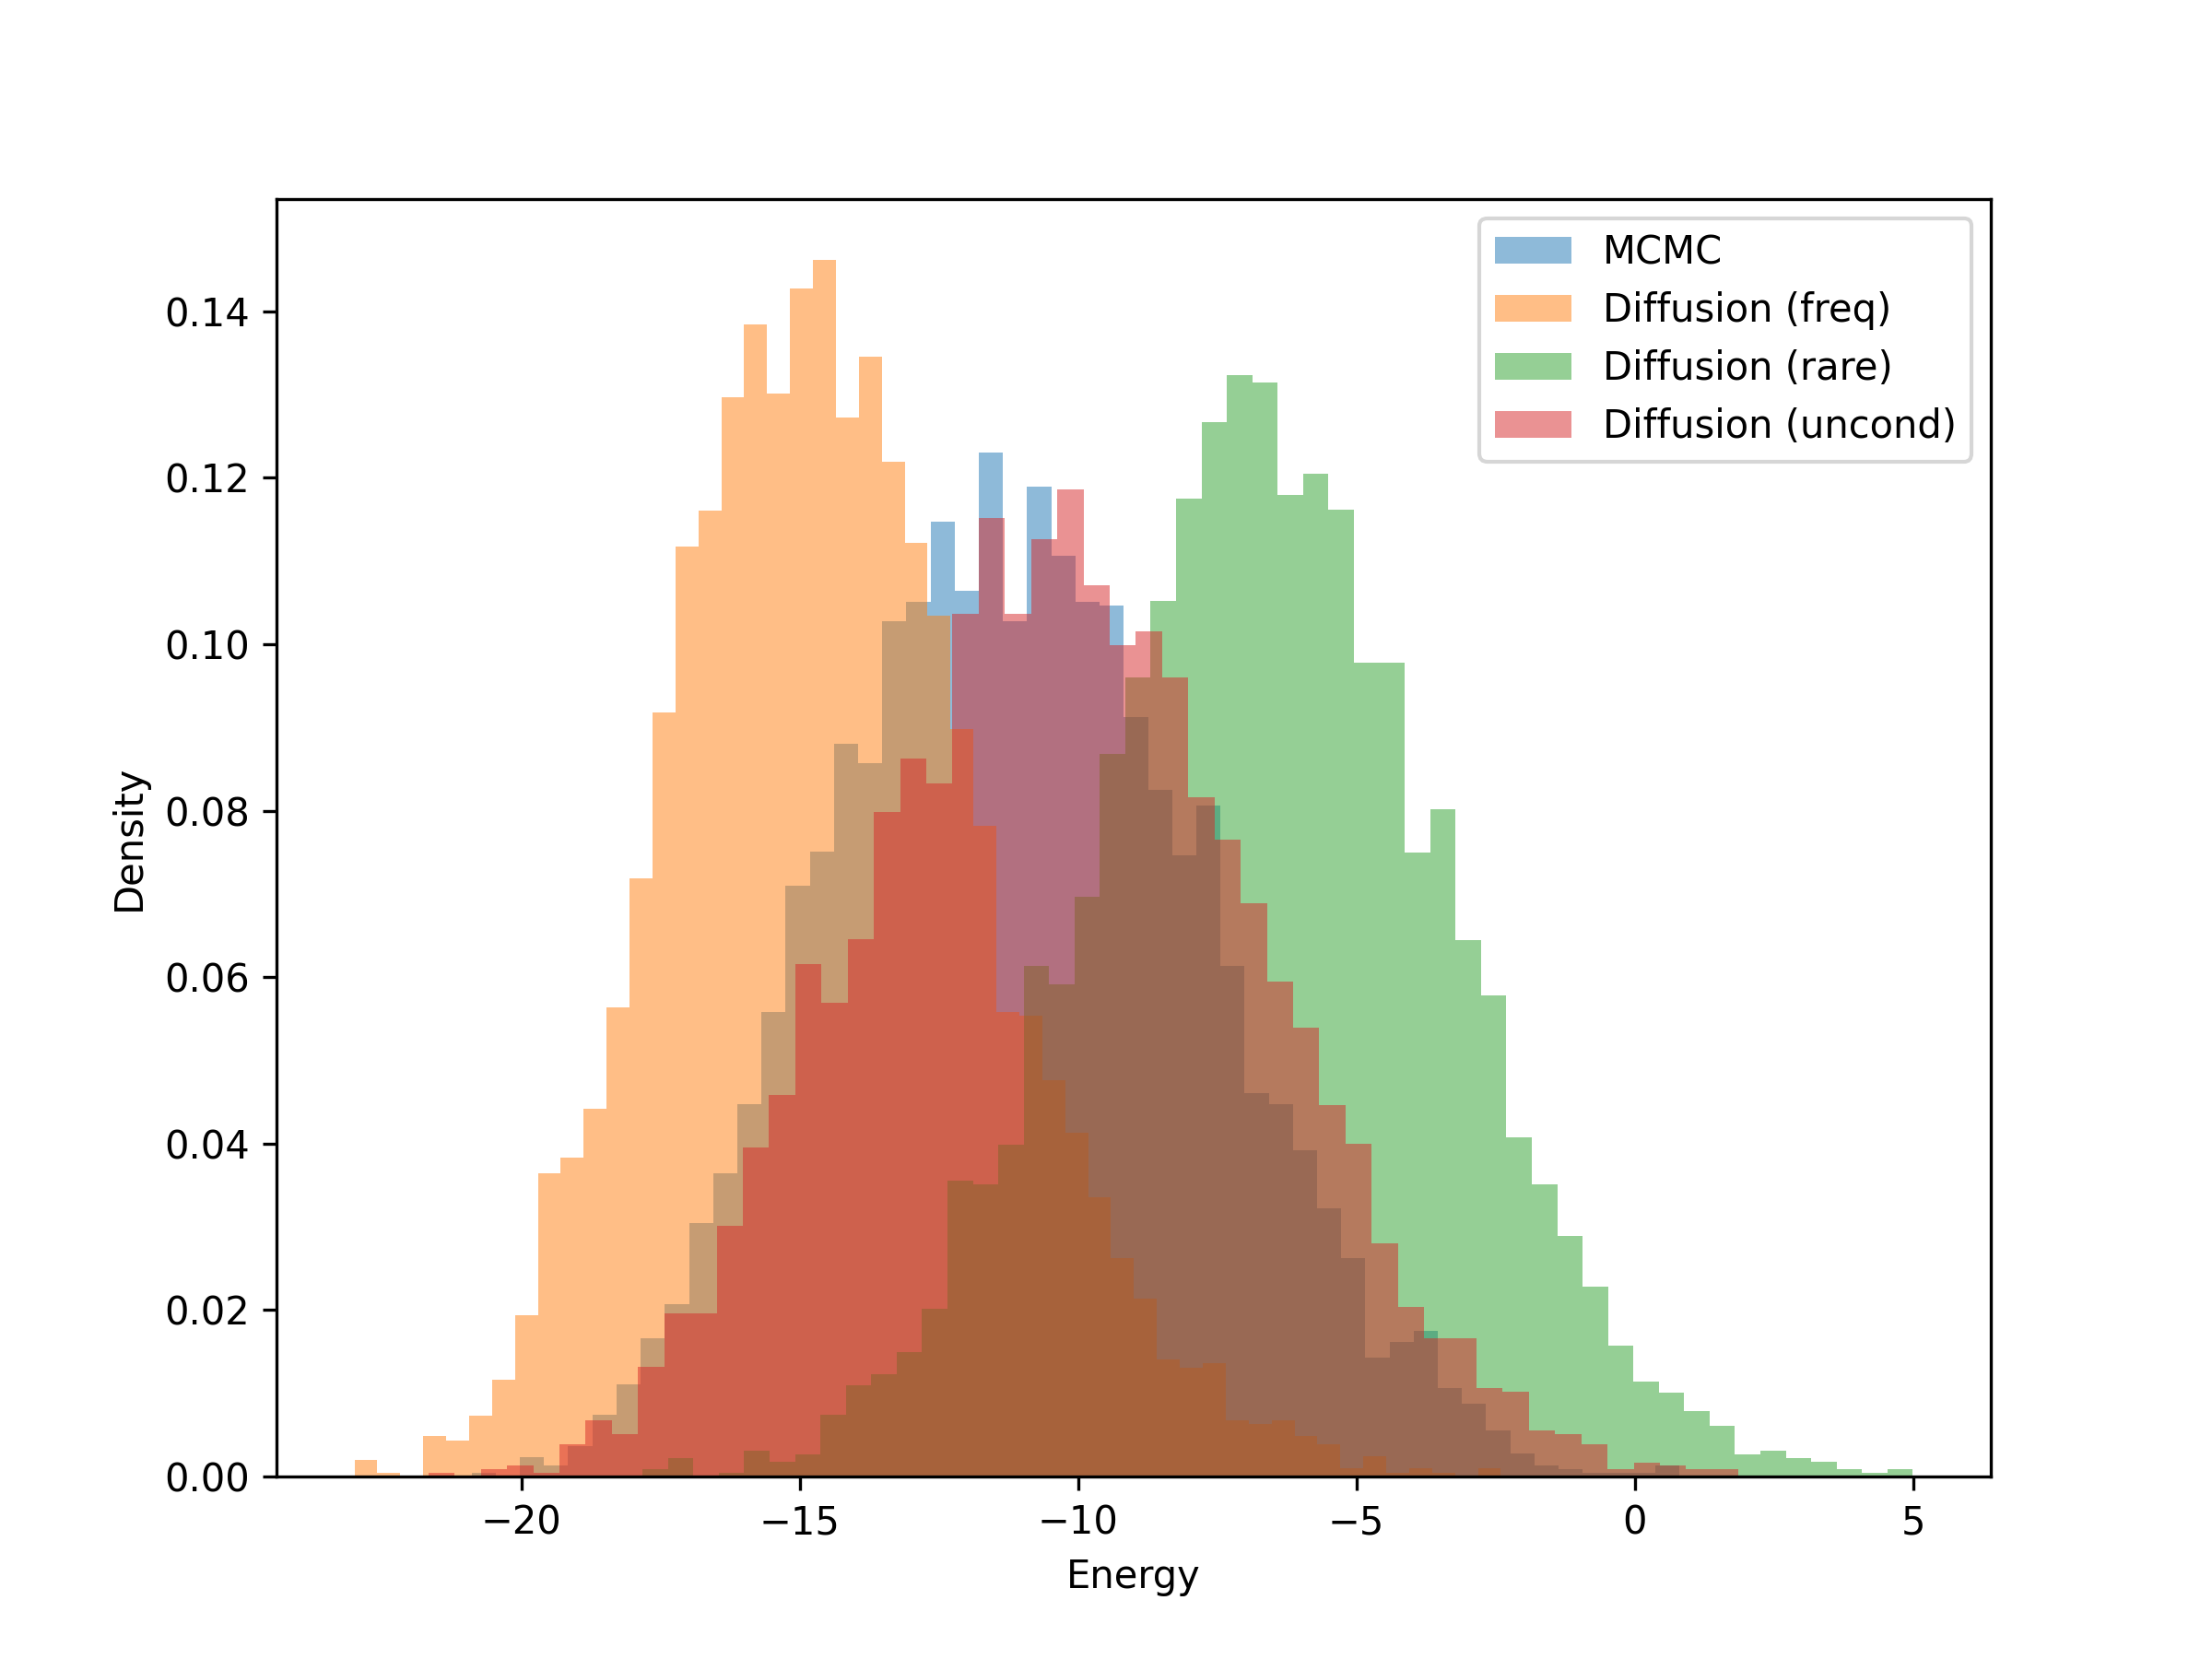 MCMC
Diffusion (freq)
Diffusion (rare)
Diffusion (uncond)
0.14
0.12
0.10
0.08
0.06
0.04
0.02
0.00
Density
−20 −15 −10 −5 0 5
Energy